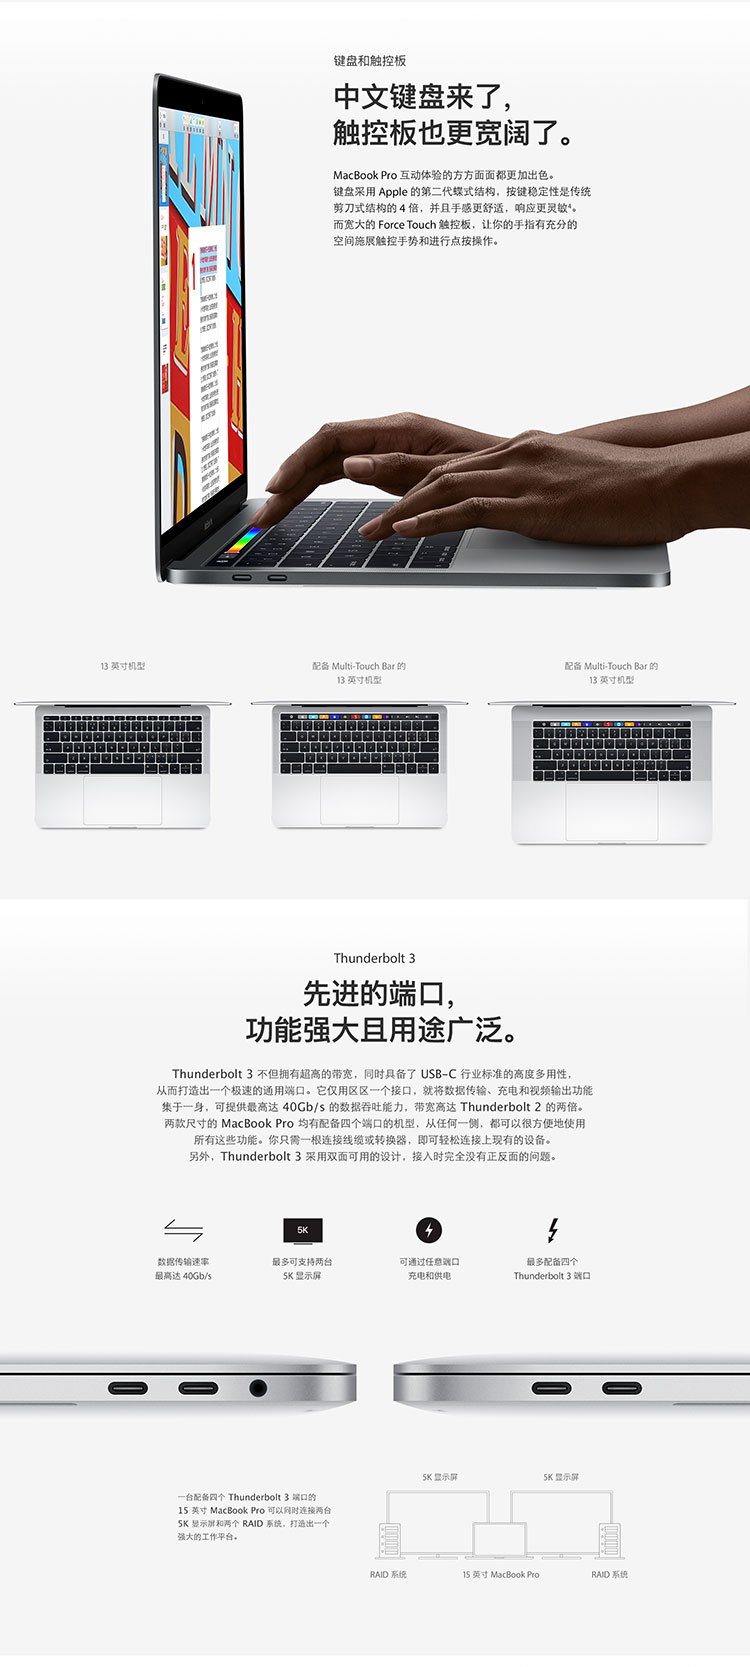 键盘和触控板
中文键盘来了，
触控板也更宽阔了。
MacBook Pro 互动体验的方方面面都更加出色。
键盘采用 Apple 的第二代蝶式结构，按键稳定性是传统
剪刀式结构的 4 倍，并且手感更舒适，响应更灵敏⁴。
而宽大的 Force Touch 触控板，让你的手指有充分的
空间施展触控手势和进行点按操作。
13 英寸机型
配备 Multi-Touch Bar 的
13 英寸机型
配备 Multi-Touch Bar 的
13 英寸机型
Thunderbolt 3
先进的端口，
功能强大且用途广泛。
Thunderbolt 3 不但拥有超高的带宽，同时具备了 USB-C 行业标准的高度多用性，
从而打造出一个极速的通用端口。它仅用区区一个接口，就将数据传输、充电和视频输出功能
集于一身，可提供最高达 40Gb/s 的数据吞吐能力，带宽高达 Thunderbolt 2 的两倍。
两款尺寸的 MacBook Pro 均有配备四个端口的机型，从任何一侧，都可以很方便地使用
所有这些功能。你只需一根连接线缆或转换器，即可轻松连接上现有的设备。
另外，Thunderbolt 3 采用双面可用的设计，接入时完全没有正反面的问题。
5K
数据传输速率
最高达 40Gb/s
最多可支持两台
5K 显示屏
可通过任意端口
充电和供电
最多配备四个
Thunderbolt 3 端口
一台配备四个 Thunderbolt 3 端口的
15 英寸 MacBook Pro 可以同时连接两台
5K 显示屏和两个 RAID 系统，打造出一个
强大的工作平台。
5K 显示屏
5K 显示屏
RAID 系统
15 英寸 MacBook Pro
RAID 系统